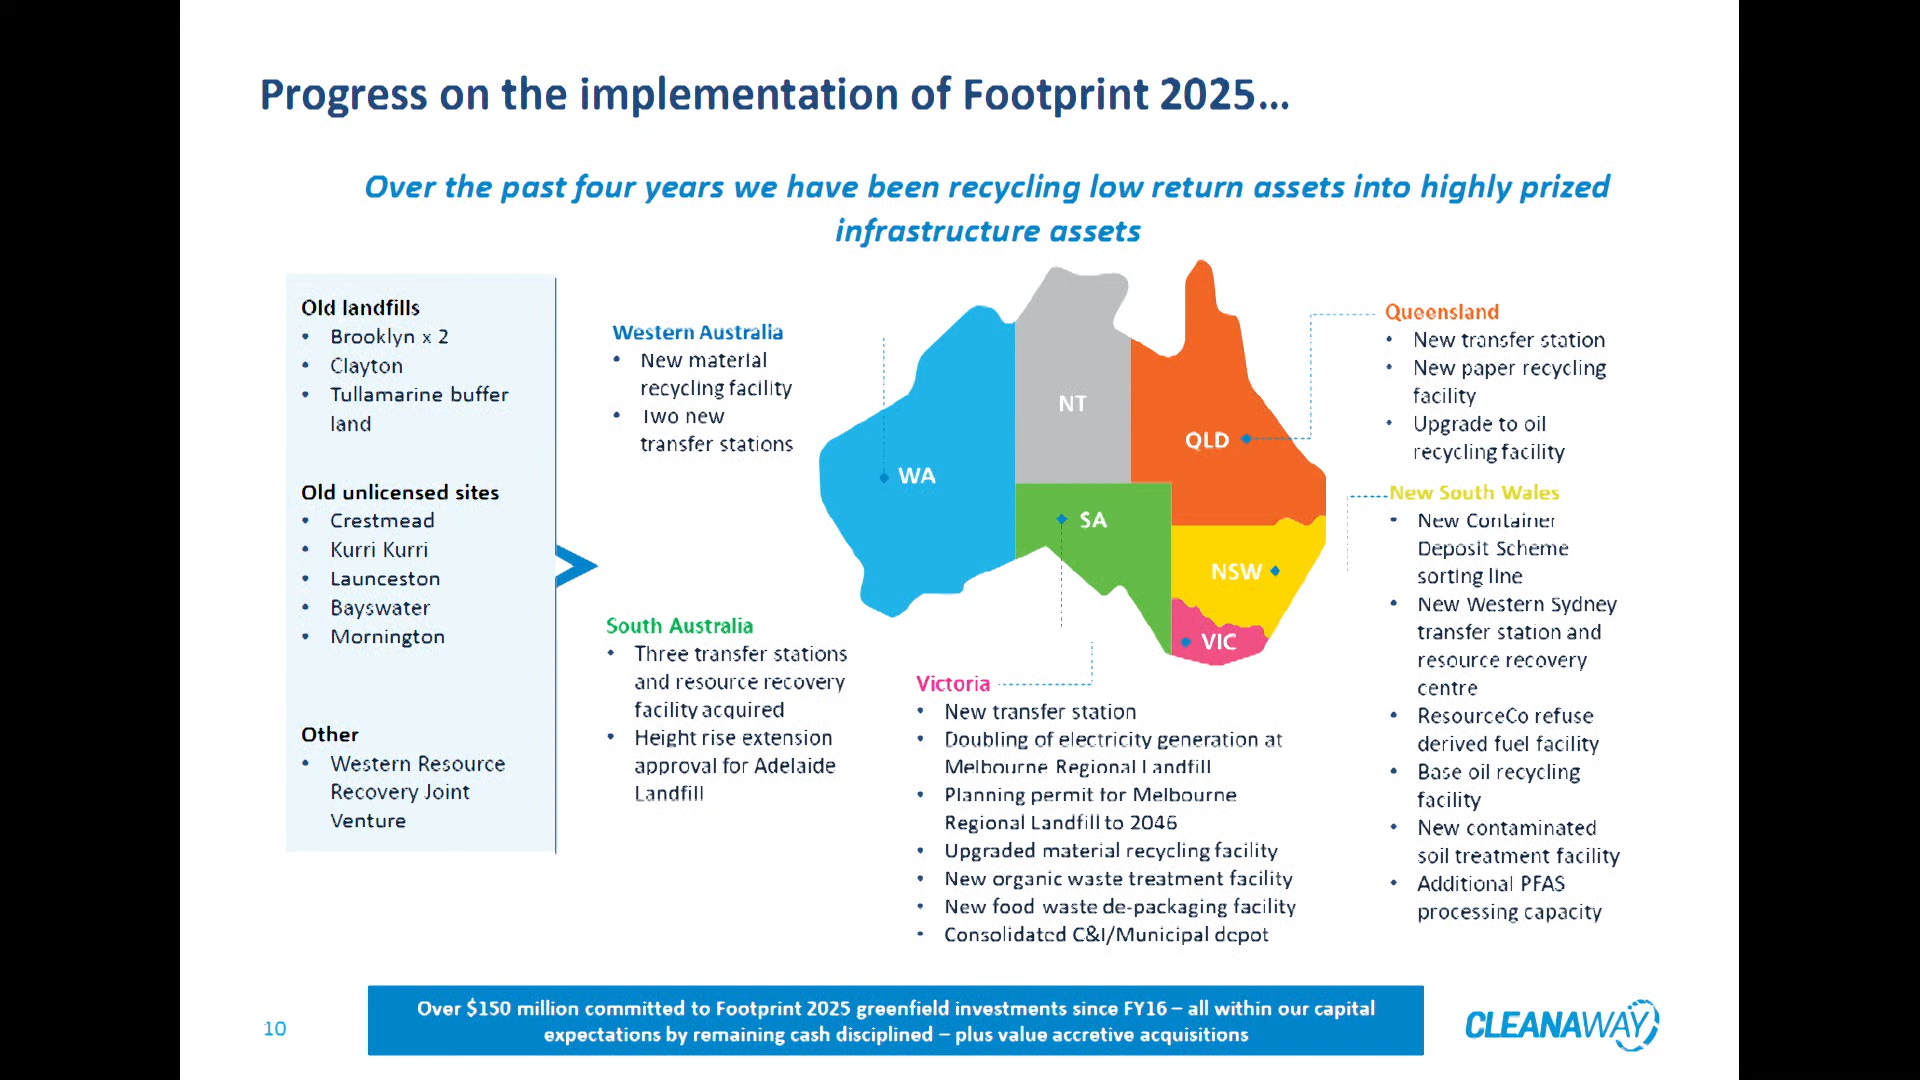 Progress on the implementation of Footprint 2025...
Over the past four years we have been recycling low return assets into highly prized
infrastructure assets
Old landfills
• Brooklyn x 2
• Clayton
• Tullamarine buffer
land
Old unlicensed sites
• Crestmead
• Kurri Kurri
• Launceston
• Bayswater
• Mornington
Other
• Western Resource
Recovery Joint
Venture
Western Australia
• New material
recycling facility
• Two new
transfer stations
South Australia
• Three transfer stations
and resource recovery
facility acquired
• Height rise extension
approval for Adelaide
Landfill
WA
NT
QLD
SA
NSW
VIC
Victoria
• New transfer station
• Doubling of electricity generation at
Melbourne Regional Landfill
• Planning permit for Melbourne
Regional Landfill to 2046
• Upgraded material recycling facility
• New organic waste treatment facility
• New food waste de-packaging facility
• Consolidated C&I/Municipal depot
Queensland
• New transfer station
• New paper recycling
facility
• Upgrade to oil
recycling facility
New South Wales
• New Container
Deposit Scheme
sorting line
• New Western Sydney
transfer station and
resource recovery
centre
• ResourceCo refuse
derived fuel facility
• Base oil recycling
facility
• New contaminated
soil treatment facility
• Additional PFAS
processing capacity
10
Over $150 million committed to Footprint 2025 greenfield investments since FY16 – all within our capital
expectations by remaining cash disciplined – plus value accretive acquisitions
CLEANAWAY